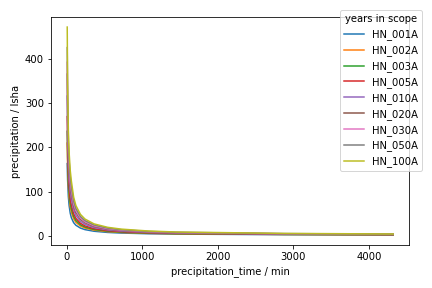 years in scope
HN_001A
HN_002A
HN_003A
HN_005A
HN_010A
HN_020A
HN_030A
HN_050A
HN_100A
precipitation / lsha
400
300
200
100
0
0 1000 2000 3000 4000
precipitation_time / min